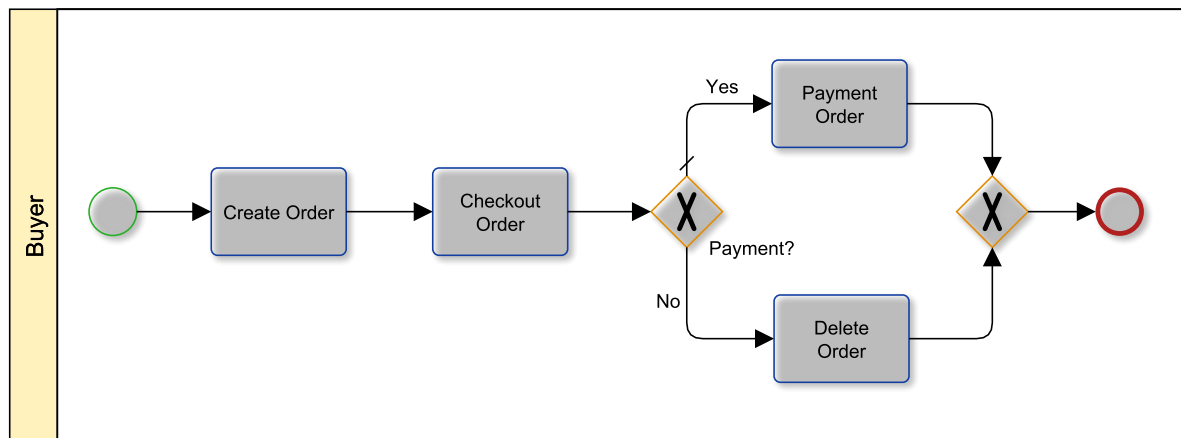 Buyer
Create Order
Checkout
Order
Payment?
Yes
Payment
Order
No
Delete
Order